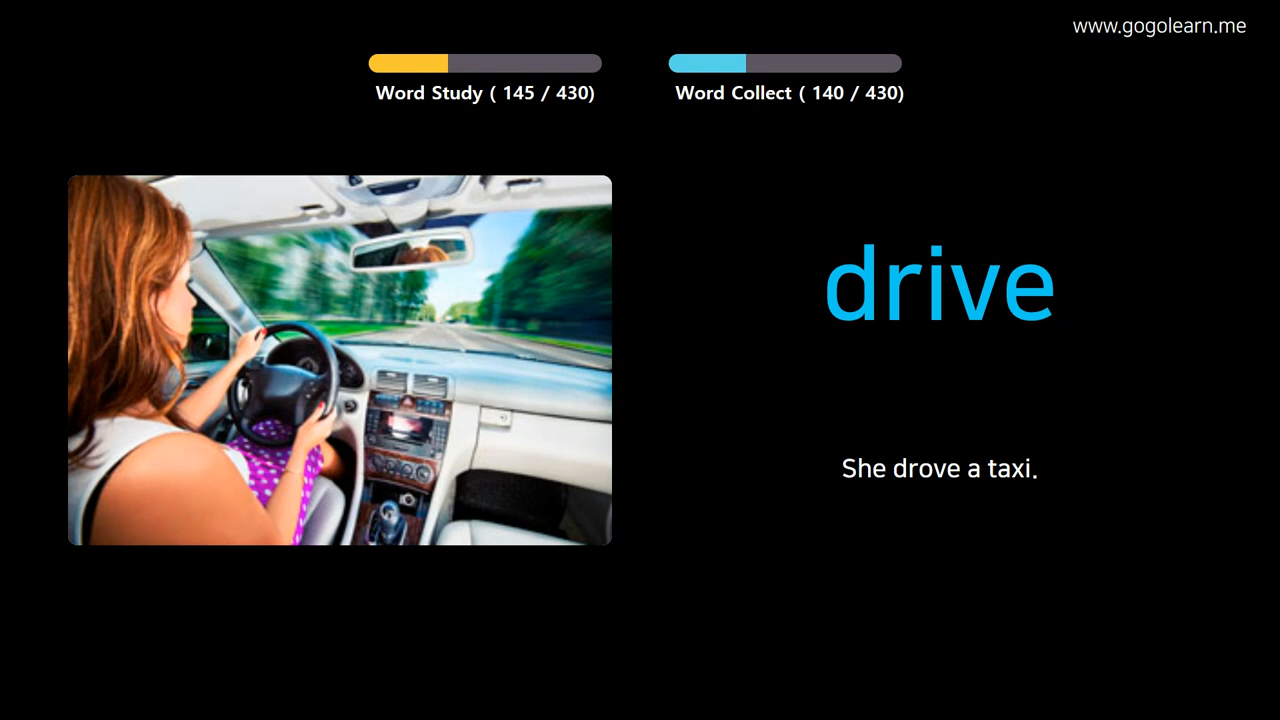 www.gogolearn.me
Word Study ( 145 / 430)
Word Collect ( 140 / 430)
drive
She drove a taxi.